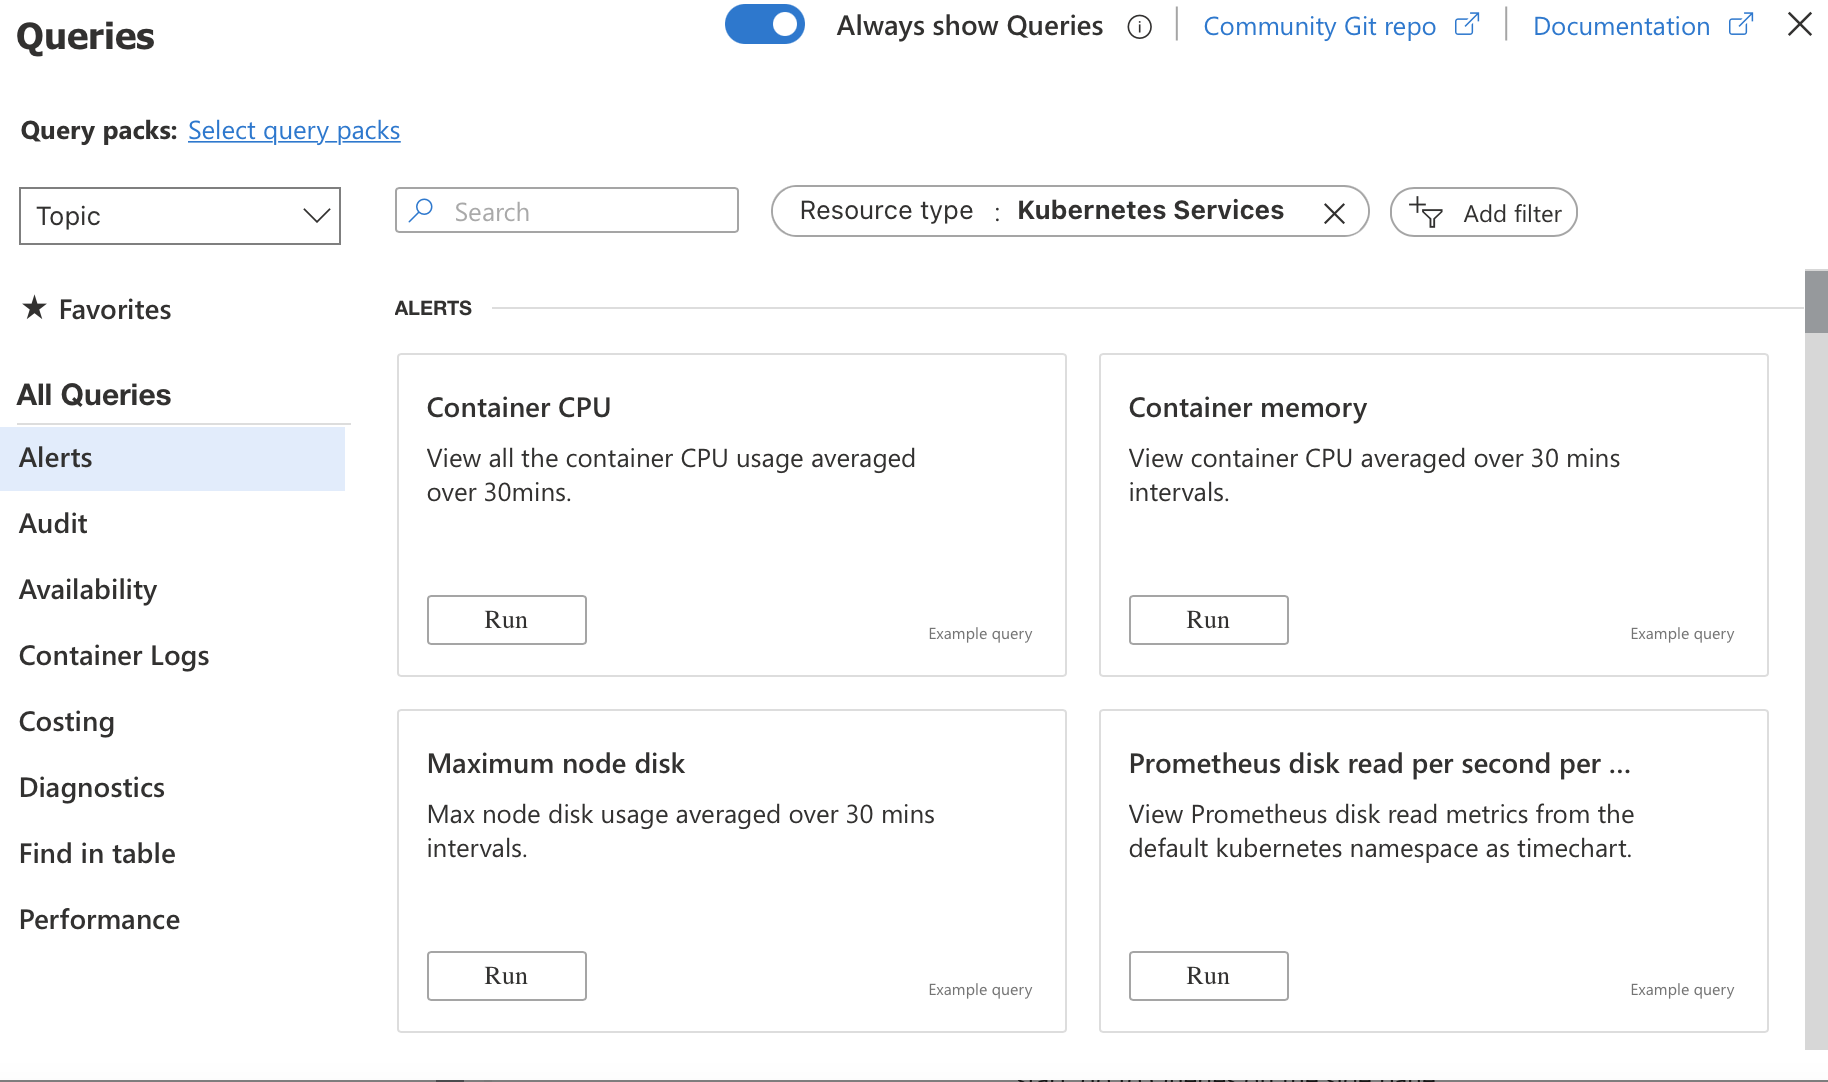 Queries
Always show Queries
Community Git repo
Documentation
Query packs: Select query packs
Topic
Search
Resource type : Kubernetes Services
Add filter
Favorites
All Queries
Alerts
Audit
Availability
Container Logs
Costing
Diagnostics
Find in table
Performance
ALERTS
Container CPU
View all the container CPU usage averaged
over 30mins.
Run
Example query
Container memory
View container CPU averaged over 30 mins
intervals.
Run
Example query
Maximum node disk
Max node disk usage averaged over 30 mins
intervals.
Run
Example query
Prometheus disk read per second per ...
View Prometheus disk read metrics from the
default kubernetes namespace as timechart.
Run
Example query